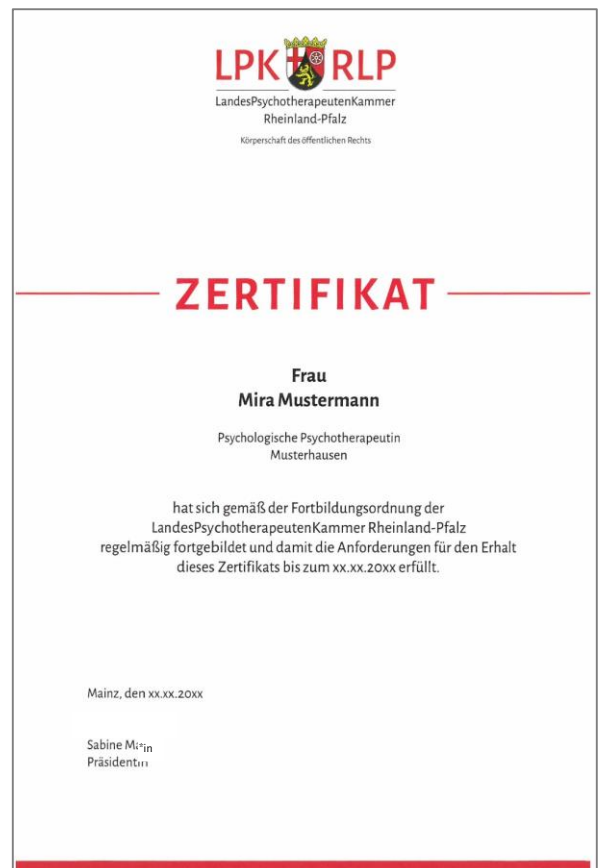 LPK RLP
LandesPsychotherapeutenKammer
Rheinland-Pfalz
Körperschaft des öffentlichen Rechts
ZERTIFIKAT
Frau
Mira Mustermann
Psychologische Psychotherapeutin
Musterhausen
hat sich gemäß der Fortbildungsordnung der
LandesPsychotherapeutenKammer Rheinland-Pfalz
regelmäßig fortgebildet und damit die Anforderungen für den Erhalt
dieses Zertifikats bis zum xx.xx.20xx erfüllt.
Mainz, den xx.xx.20xx
Sabine
Präsidentin